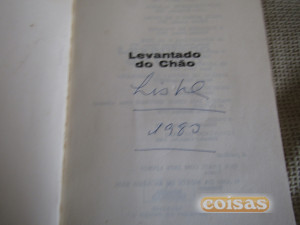 Levantado
do Chão
1980
coisas